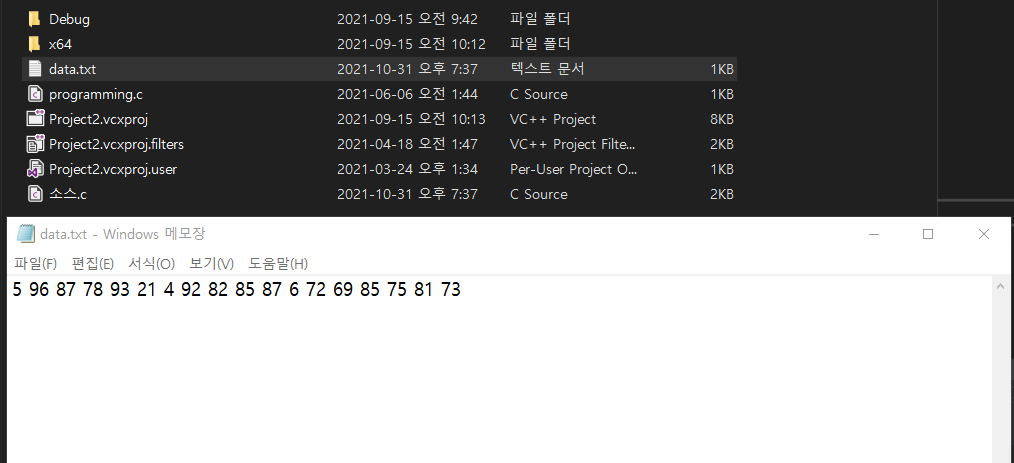 Debug 2021-09-15 오전 9:42 파일 폴더
x64 2021-09-15 오전 10:12 파일 폴더
data.txt 2021-10-31 오후 7:37 텍스트 문서 1KB
programming.c 2021-06-06 오전 1:44 C Source 1KB
Project2.vcxproj 2021-09-15 오전 10:13 VC++ Project 8KB
Project2.vcxproj.filters 2021-04-18 오전 1:47 VC++ Project Filte... 2KB
Project2.vcxproj.user 2021-03-24 오후 1:34 Per-User Project O... 1KB
소스.c 2021-10-31 오후 7:37 C Source 2KB
data.txt - Windows 메모장
파일(F) 편집(E) 서식(O) 보기(V) 도움말(H)
5 96 87 78 93 21 4 92 82 85 87 6 72 69 85 75 81 73